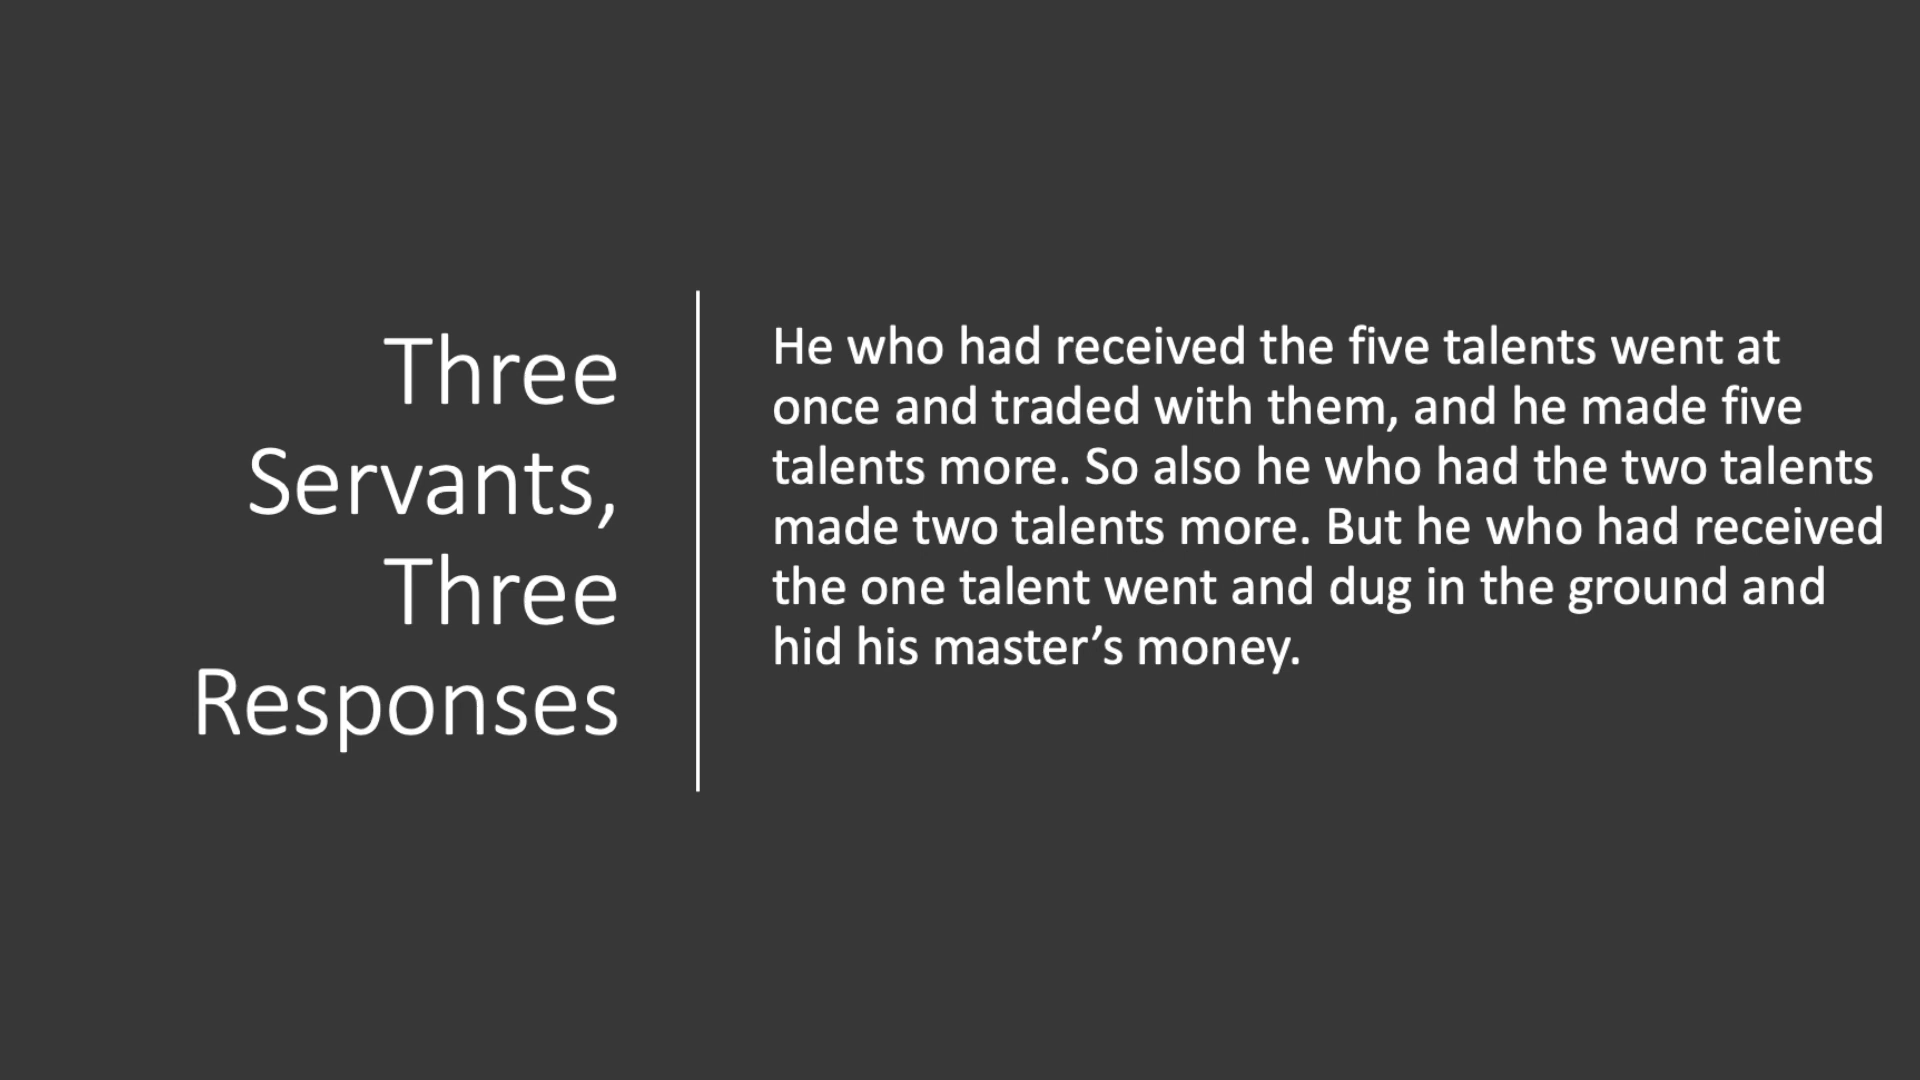 Three
Servants,
Three
Responses
He who had received the five talents went at
once and traded with them, and he made five
talents more. So also he who had the two talents
made two talents more. But he who had received
the one talent went and dug in the ground and
hid his master’s money.